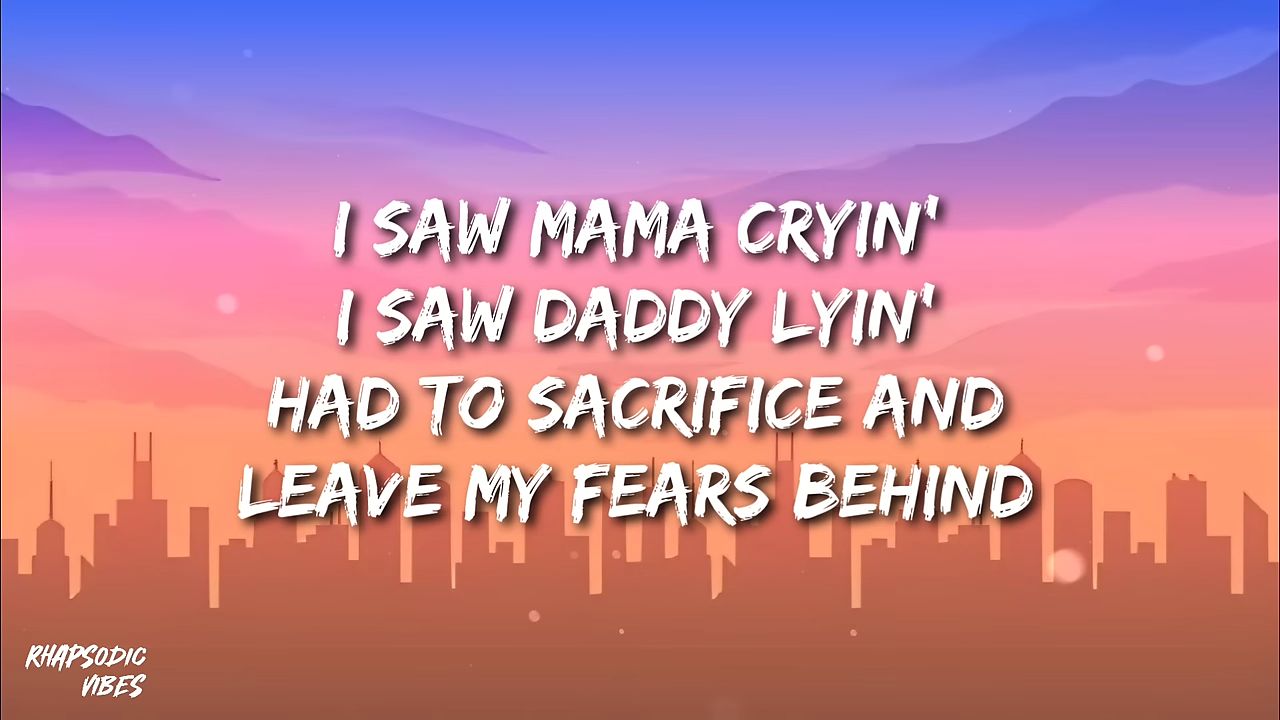 I SAW MAMA CRYIN'
I SAW DADDY LYIN'
HAD TO SACRIFICE AND
LEAVE MY FEARS BEHIND
RHAPSODIC
VIBES